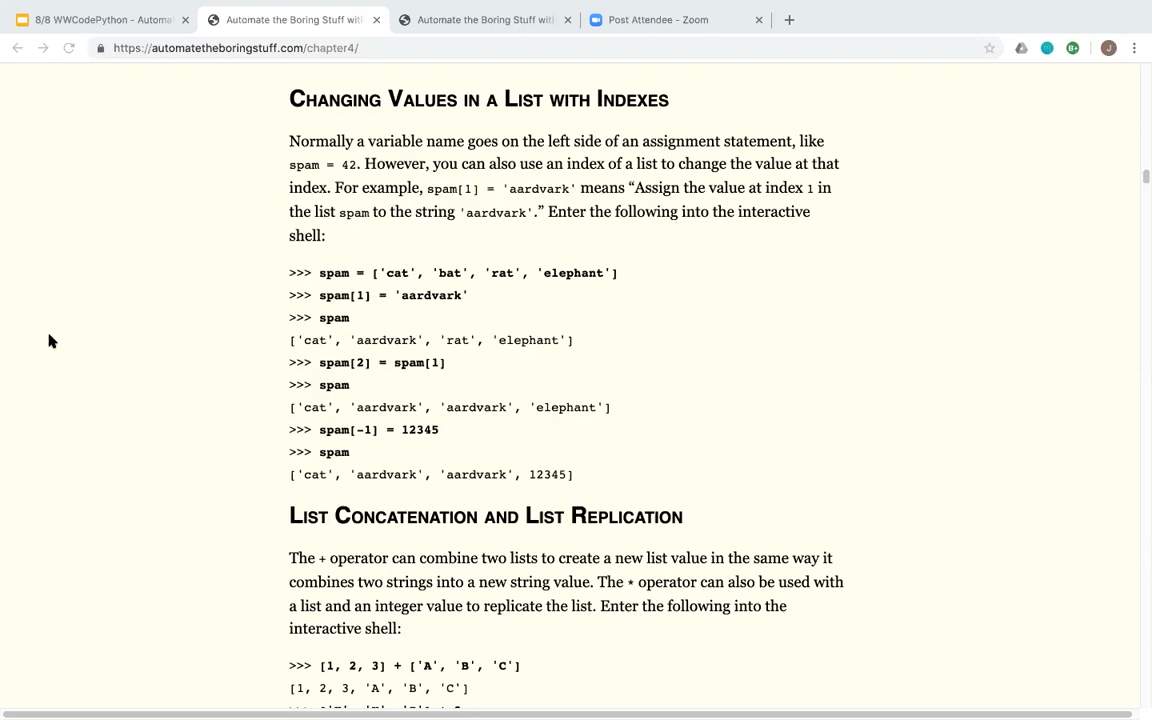 8/8 WWCodePython - Automa
Automate the Boring Stuff wit
Automate the Boring Stuff wit
Post Attendee - Zoom
https://automatetheboringstuff.com/chapter4/
6+
J
Changing Values in a List with Indexes
Normally a variable name goes on the left side of an assignment statement, like
spam = 42. However, you can also use an index of a list to change the value at that
index. For example, spam[1] = 'aardvark' means “Assign the value at index 1 in
the list spam to the string 'aardvark'.” Enter the following into the interactive
shell:
>>> spam = ['cat', 'bat', 'rat', 'elephant']
>>> spam[1] = 'aardvark'
>>> spam
['cat', 'aardvark', 'rat', 'elephant']
>>> spam[2] = spam[1]
>>> spam
['cat', 'aardvark', 'aardvark', 'elephant']
>>> spam[-1] = 12345
>>> spam
['cat', 'aardvark', 'aardvark', 12345]
List Concatenation and List Replication
The + operator can combine two lists to create a new list value in the same way it
combines two strings into a new string value. The * operator can also be used with
a list and an integer value to replicate the list. Enter the following into the
interactive shell:
>>> [1, 2, 3] + ['A', 'B', 'C']
[1, 2, 3, 'A', 'B', 'C']